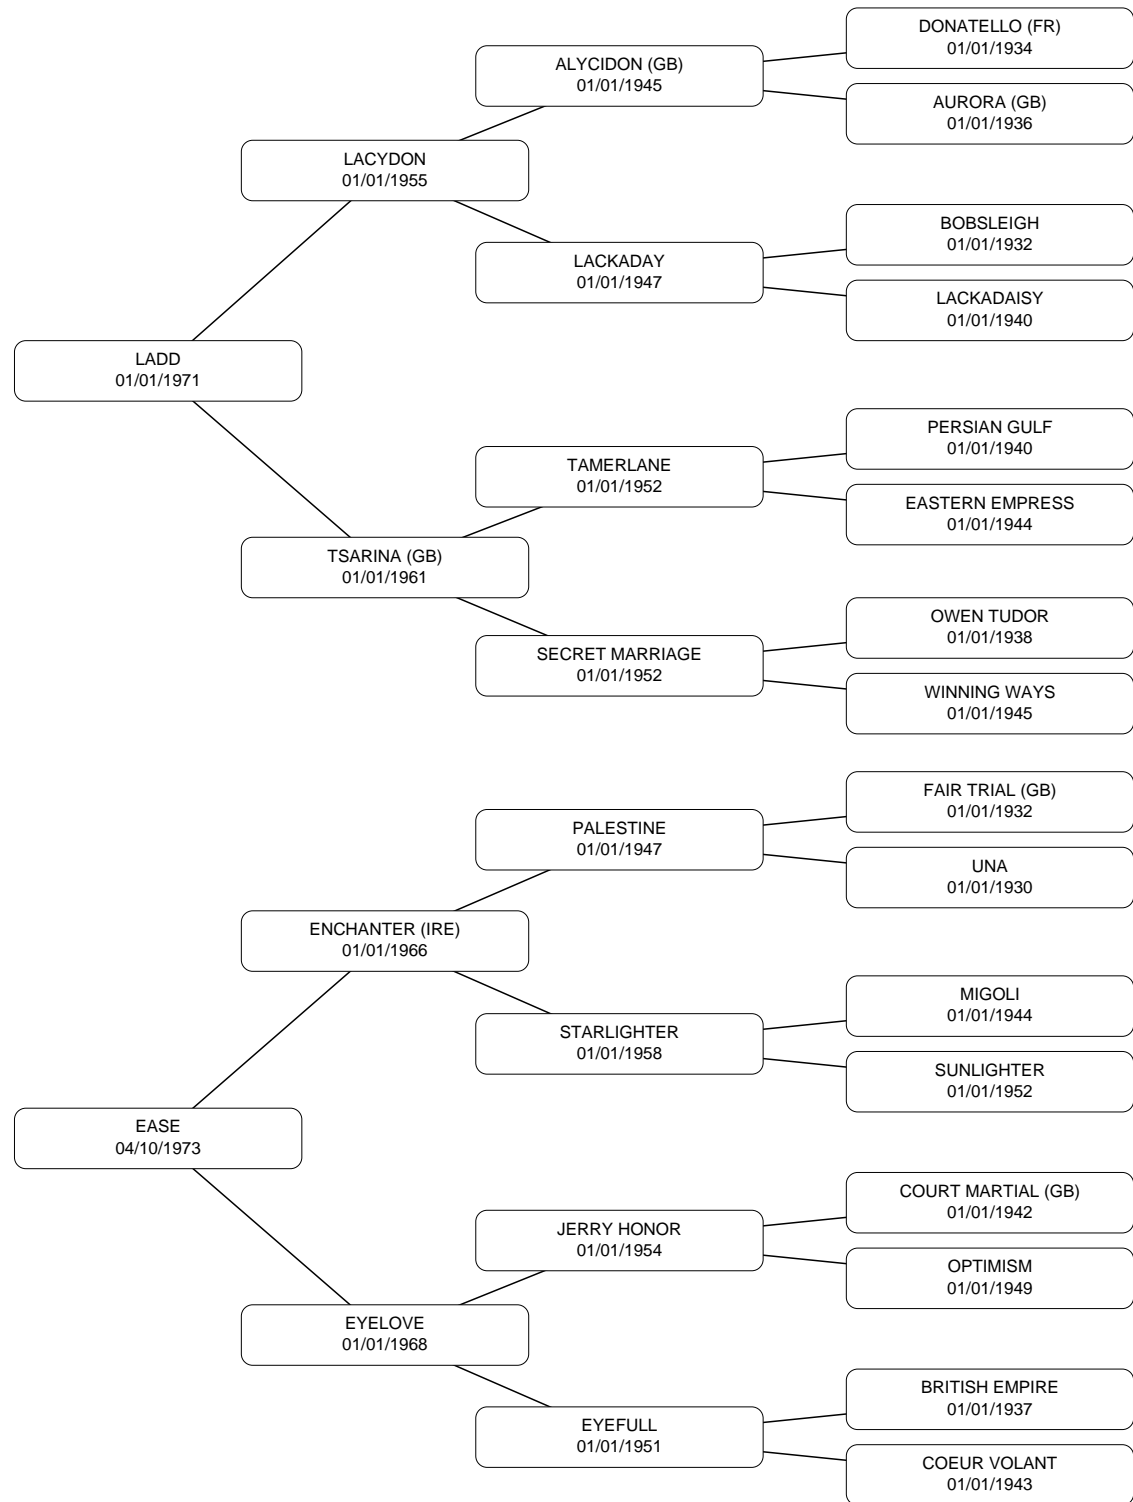 DONATELLO (FR)
01/01/1934
ALYCIDON (GB)
01/01/1945
AURORA (GB)
01/01/1936
LACYDON
01/01/1955
BOBSLEIGH
01/01/1932
LACKADAY
01/01/1947
LACKADAISY
01/01/1940
LADD
01/01/1971
PERSIAN GULF
01/01/1940
TAMERLANE
01/01/1952
EASTERN EMPRESS
01/01/1944
TSARINA (GB)
01/01/1961
OWEN TUDOR
01/01/1938
SECRET MARRIAGE
01/01/1952
WINNING WAYS
01/01/1945
FAIR TRIAL (GB)
01/01/1932
PALESTINE
01/01/1947
UNA
01/01/1930
ENCHANTER (IRE)
01/01/1966
MIGOLI
01/01/1944
STARLIGHTER
01/01/1958
SUNLIGHTER
01/01/1952
EASE
04/10/1973
COURT MARTIAL (GB)
01/01/1942
JERRY HONOR
01/01/1954
OPTIMISM
01/01/1949
EYELOVE
01/01/1968
BRITISH EMPIRE
01/01/1937
EYEFULL
01/01/1951
COEUR VOLANT
01/01/1943